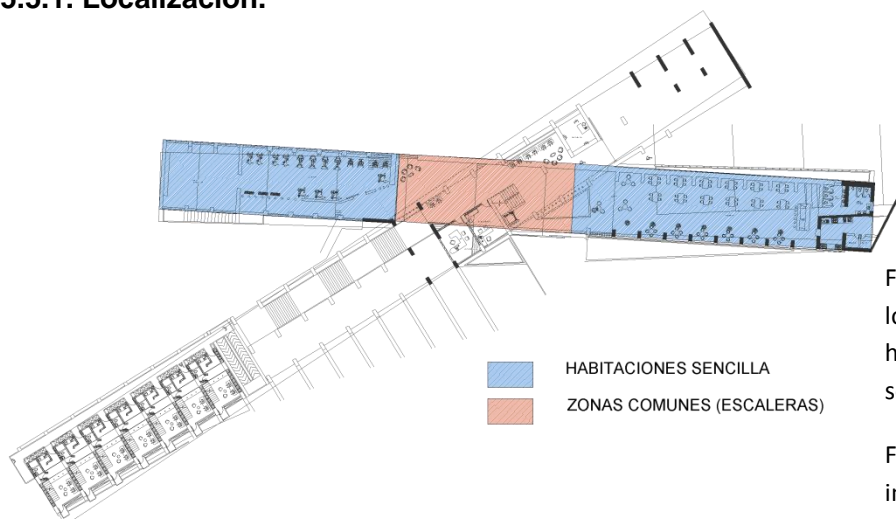 5.5.1. Localización.
HABITACIONES SENCILLA
ZONAS COMUNES (ESCALERAS)